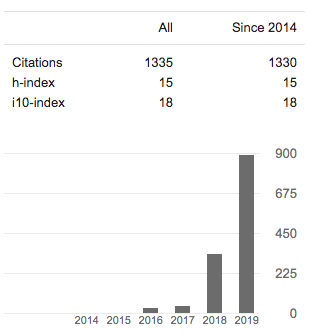 All Since 2014
Citations 1335 1330
h-index 15 15
i10-index 18 18
900
675
450
225
0
2014 2015 2016 2017 2018 2019